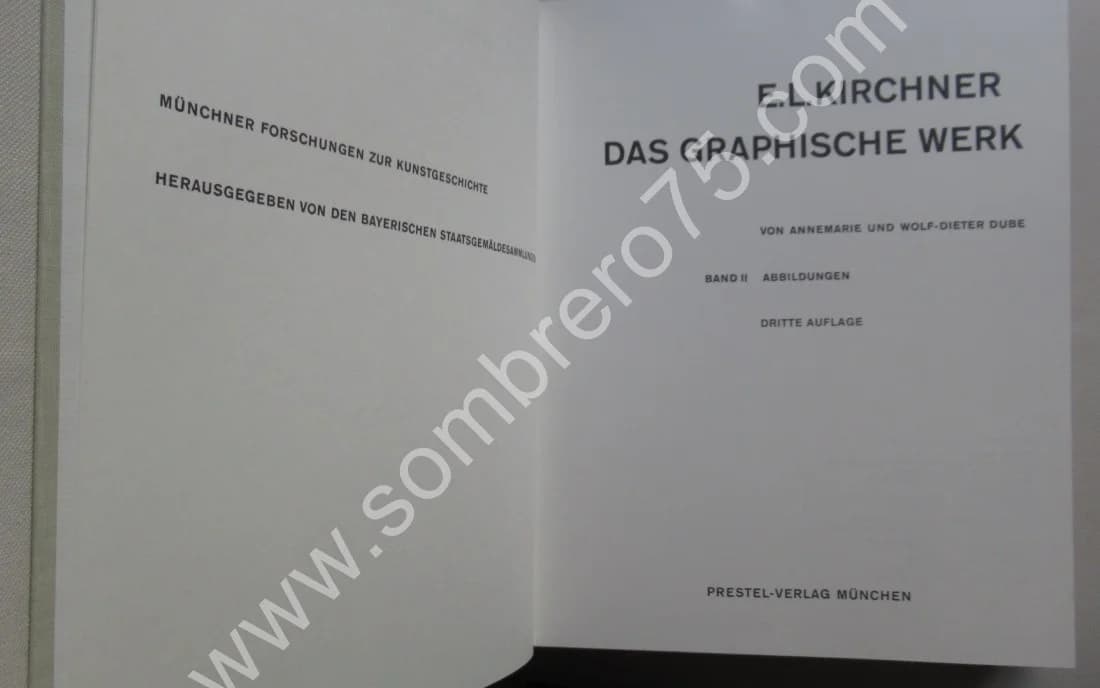 MÜNCHNER FORSCHUNGEN ZUR KUNSTGESCHICHTE
HERAUSGEGEBEN VON DEN BAYERISCHEN STAATSGEMÄLDESAMMLUNGEN
E.L.KIRCHNER
DAS GRAPHISCHE WERK
VON ANNEMARIE UND WOLF-DIETER DUBE
BAND II ABBILDUNGEN
DRITTE AUFLAGE
PRESTEL-VERLAG MÜNCHEN
www.sombrero75.com